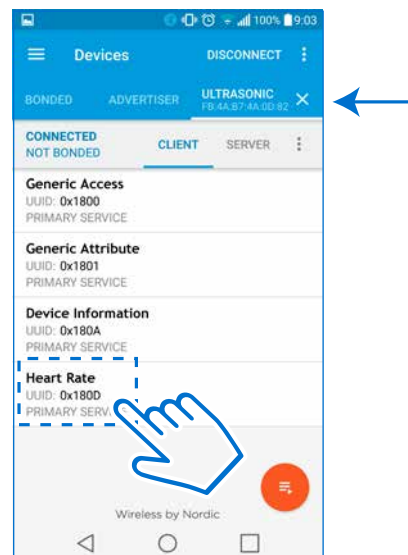 100% 9:03
Devices DISCONNECT
BONDED ADVERTISER ULTRASONIC
FB:4A:B7:4A:0D:82
CONNECTED
NOT BONDED CLIENT SERVER
Generic Access
UUID: 0x1800
PRIMARY SERVICE
Generic Attribute
UUID: 0x1801
PRIMARY SERVICE
Device Information
UUID: 0x180A
PRIMARY SERVICE
Heart Rate
UUID: 0x180D
PRIMARY
Wireless by Nordic